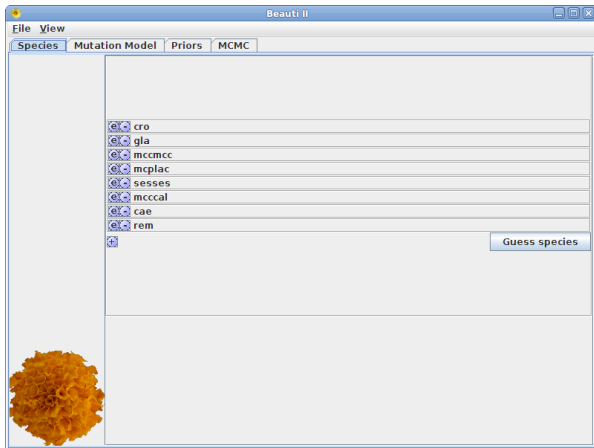 Beauti II
File View
Species Mutation Model Priors MCMC
e - cro
e - gla
e - mccmcc
e - mcplac
e - sesses
e - mcccal
e - cae
e - rem
+ Guess species